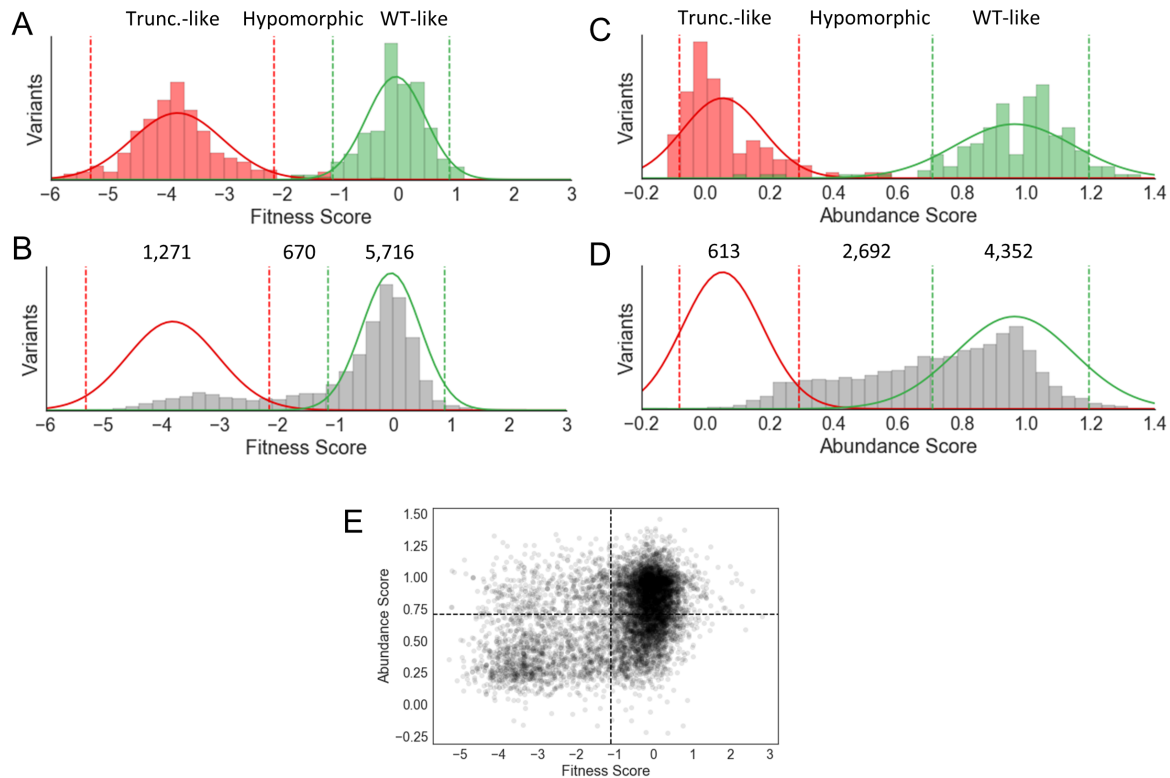 A
Trunc.-like Hypomorphic WT-like
Variants
−6 −5 −4 −3 −2 −1 0 1 2 3
Fitness Score
B
1,271 670 5,716
Variants
−6 −5 −4 −3 −2 −1 0 1 2 3
Fitness Score
C
Trunc.-like Hypomorphic WT-like
Variants
−0.2 0.0 0.2 0.4 0.6 0.8 1.0 1.2 1.4
Abundance Score
D
613 2,692 4,352
Variants
−0.2 0.0 0.2 0.4 0.6 0.8 1.0 1.2 1.4
Abundance Score
E
Abundance Score
1.50
1.25
1.00
0.75
0.50
0.25
0.00
−0.25
−5 −4 −3 −2 −1 0 1 2 3
Fitness Score